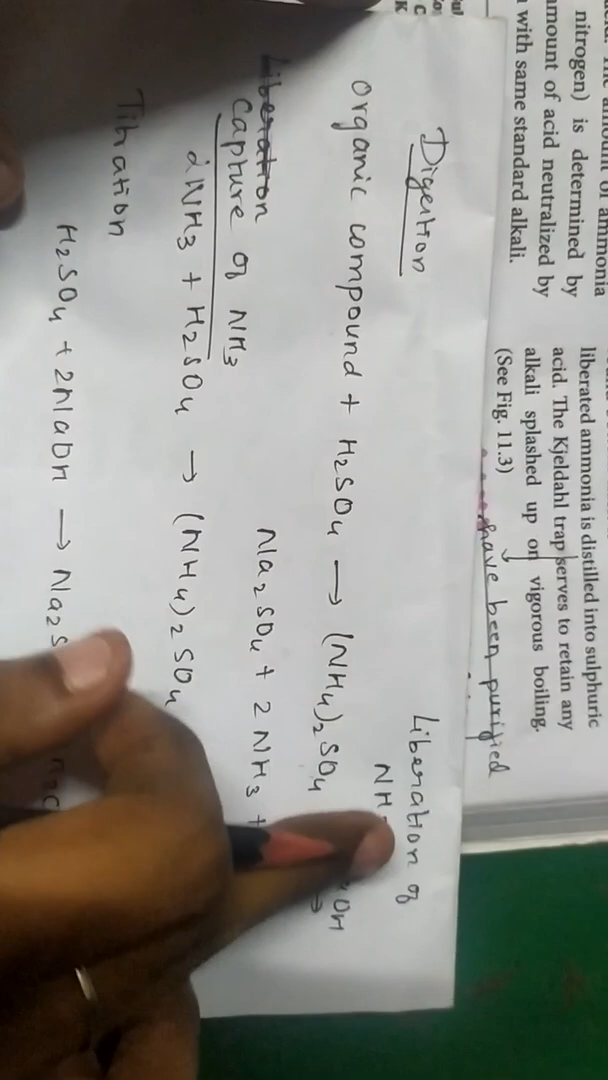 nitrogen) is determined by
amount of acid neutralized by
with same standard alkali.
liberated ammonia is distilled into sulphuric
acid. The Kjeldahl trap serves to retain any
alkali splashed up on vigorous boiling.
(See Fig. 11.3)
have been purified
Digestion
Liberation of
organic compound + H2SO4 → (NH4)2SO4
Na2SO4 + 2NH3 +
Liberation
Capture of NH3
2NH3 + H2SO4 → (NH4)2SO4
Titration
H2SO4 + 2NaOH →